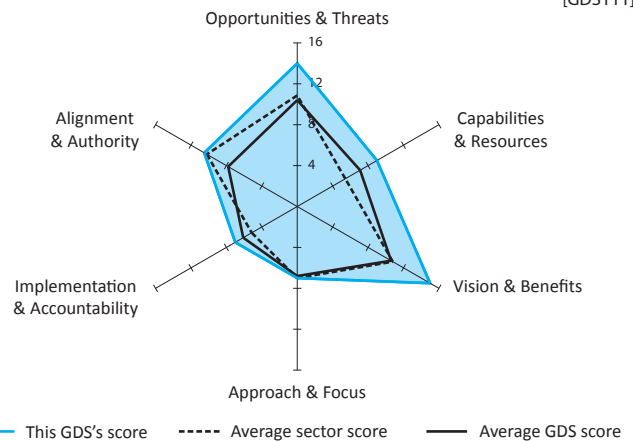 Opportunities & Threats
16
12
8
4
Alignment
& Authority
Capabilities
& Resources
Implementation
& Accountability
Vision & Benefits
Approach & Focus
This GDS's score
Average sector score
Average GDS score